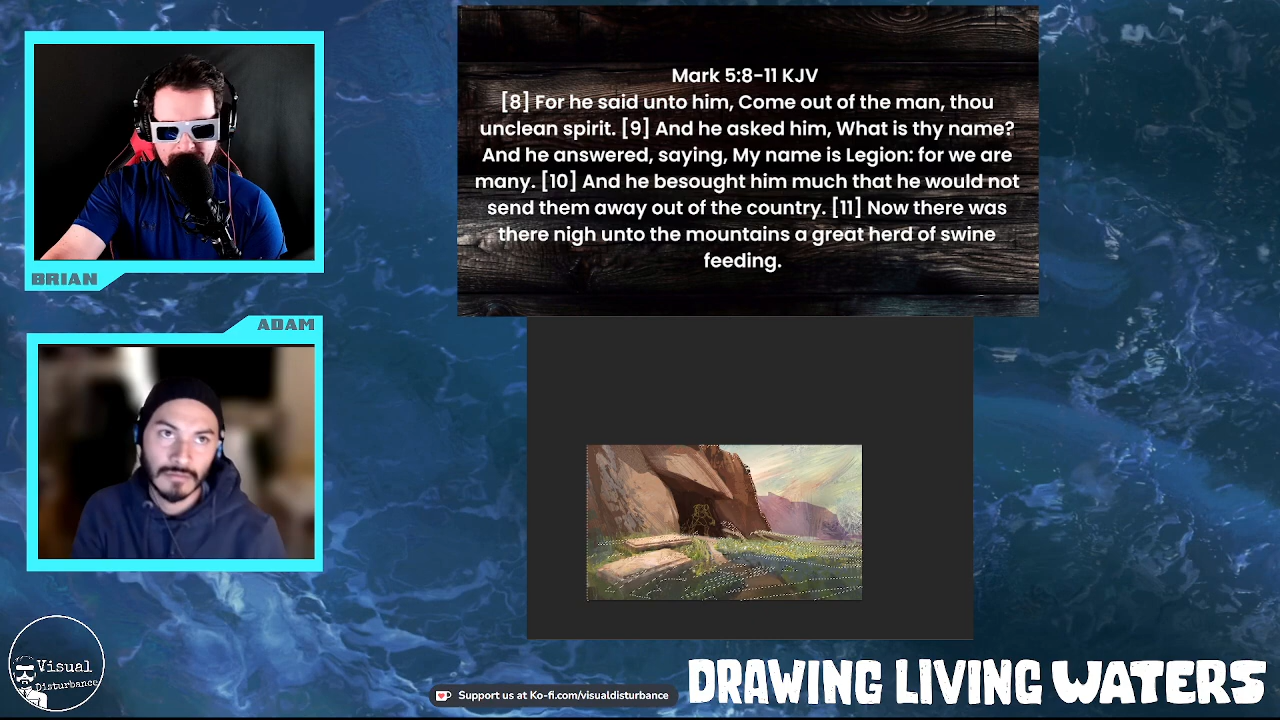 Mark 5:8-11 KJV
[8] For he said unto him, Come out of the man, thou
unclean spirit. [9] And he asked him, What is thy name?
And he answered, saying, My name is Legion: for we are
many. [10] And he besought him much that he would not
send them away out of the country. [11] Now there was
there nigh unto the mountains a great herd of swine
feeding.
BRIAN
ADAM
Visual
Disturbance
Support us at Ko-fi.com/visualdisturbance
DRAWING LIVING WATERS